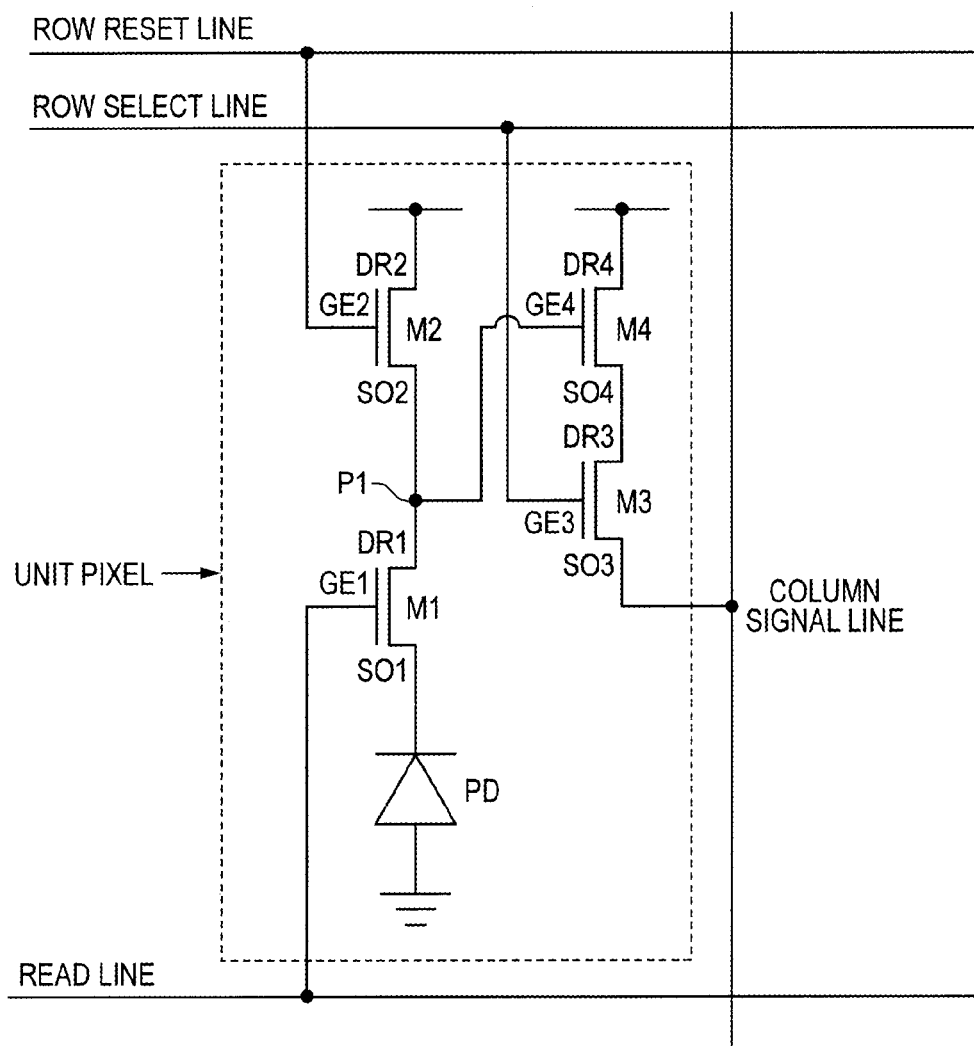 ROW RESET LINE
ROW SELECT LINE
DR2
DR4
GE2
GE4
M2
M4
SO2
SO4
DR3
P1
M3
GE3
DR1
SO3
UNIT PIXEL
GE1
M1
COLUMN
SIGNAL LINE
SO1
PD
READ LINE